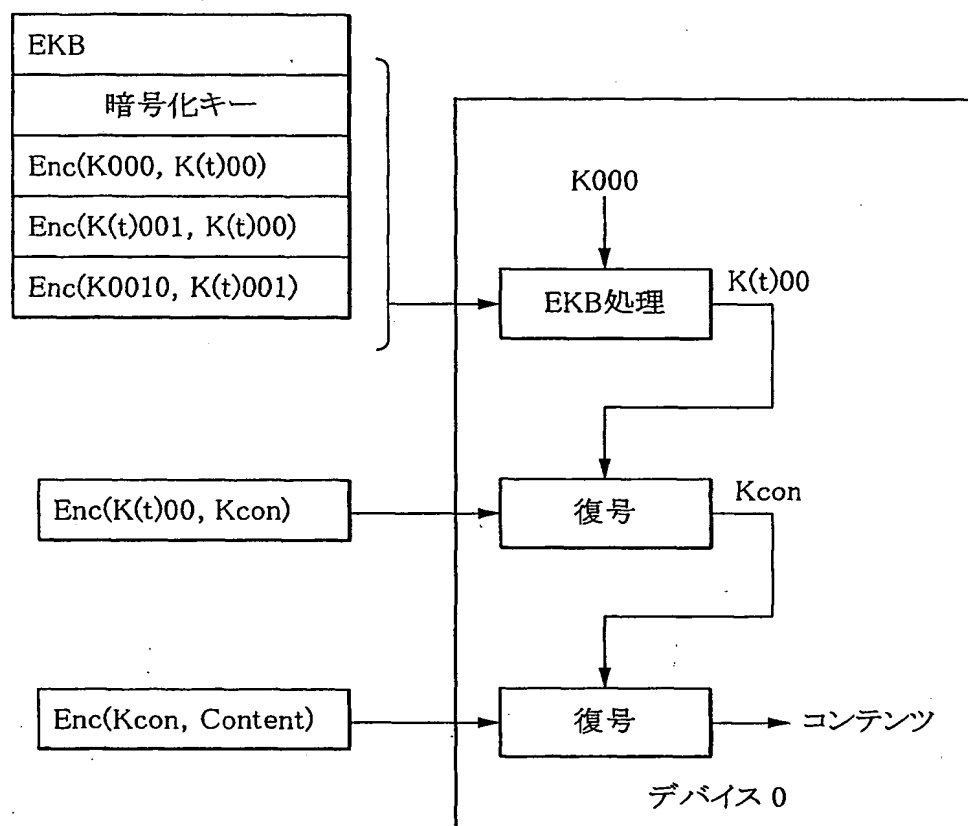 EKB
暗号化キー
Enc(K000, K(t)00)
Enc(K(t)001, K(t)00)
Enc(K0010, K(t)001)
K000
EKB処理
K(t)00
Enc(K(t)00, Kcon)
復号
Kcon
Enc(Kcon, Content)
復号
コンテンツ
デバイス 0